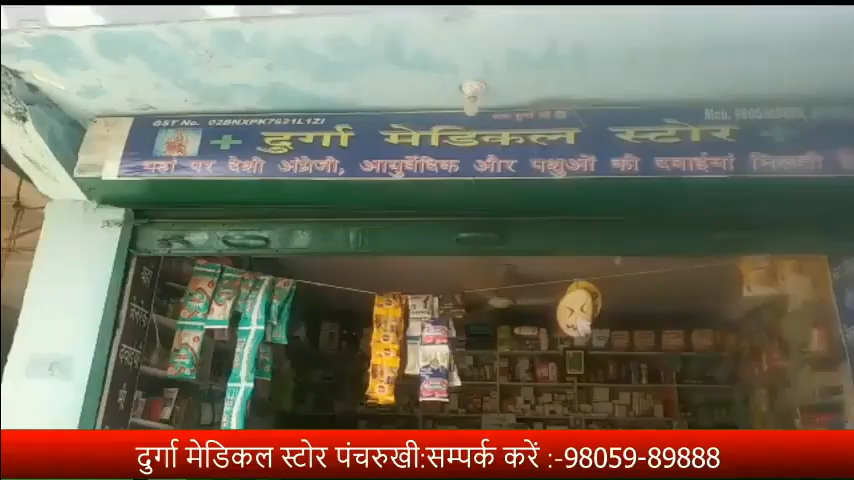 GST No. 02BNXPK7621L1ZI
दुर्गा मेडिकल स्टोर
यहां पर देशी अंग्रेजी, आयुर्वेदिक और पशुओं की दवाईयां मिलती
दुर्गा मेडिकल स्टोर पंचरुखी:सम्पर्क करें :-98059-89888